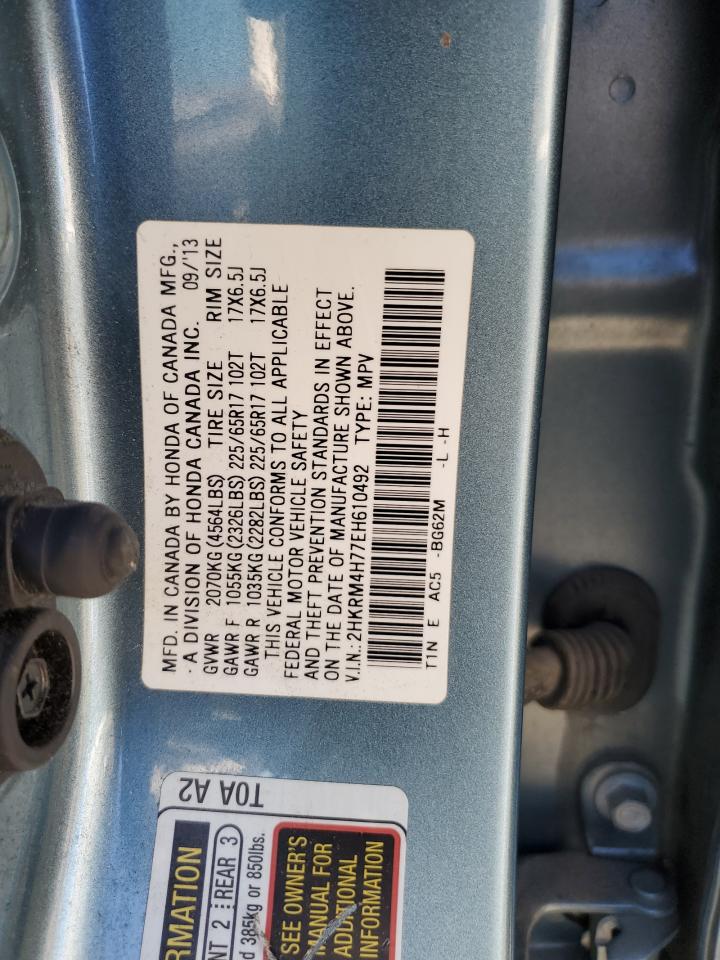 MFD. IN CANADA BY HONDA OF CANADA MFG.,
· A DIVISION OF HONDA CANADA INC. 09/'13
GVWR 2070KG (4564LBS) TIRE SIZE RIM SIZE
GAWR F 1055KG (2326LBS) 225/65R17 102T 17X6.5J
GAWR R 1035KG (2282LBS) 225/65R17 102T 17X6.5J
THIS VEHICLE CONFORMS TO ALL APPLICABLE
FEDERAL MOTOR VEHICLE SAFETY
AND THEFT PREVENTION STANDARDS IN EFFECT
ON THE DATE OF MANUFACTURE SHOWN ABOVE.
V.I.N.: 2HKRM4H77EH610492 TYPE: MPV
T1N E AC5 -BG62M -L -H
T0A A2
RMATION
NT 2 REAR 3
d 385kg or 850lbs.
SEE OWNER'S
MANUAL FOR
ADDITIONAL
INFORMATION